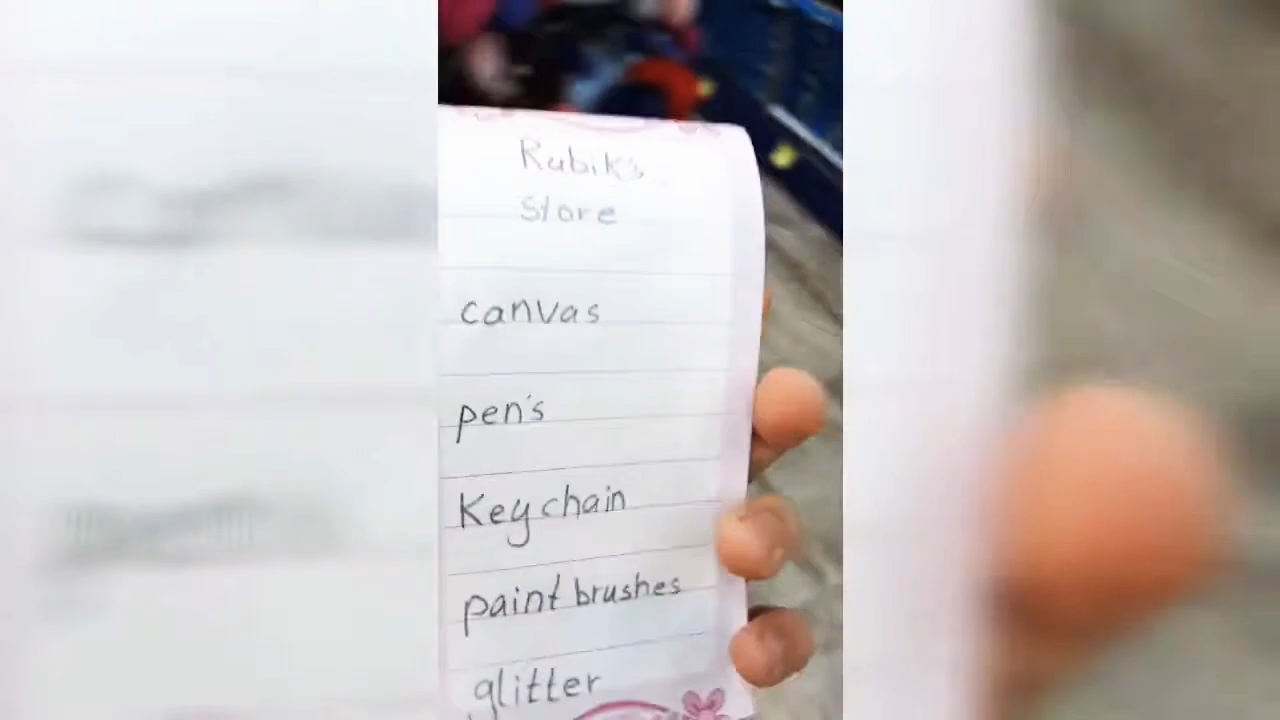 Rubik's
Store
canvas
pen's
Keychain
paint brushes
glitter